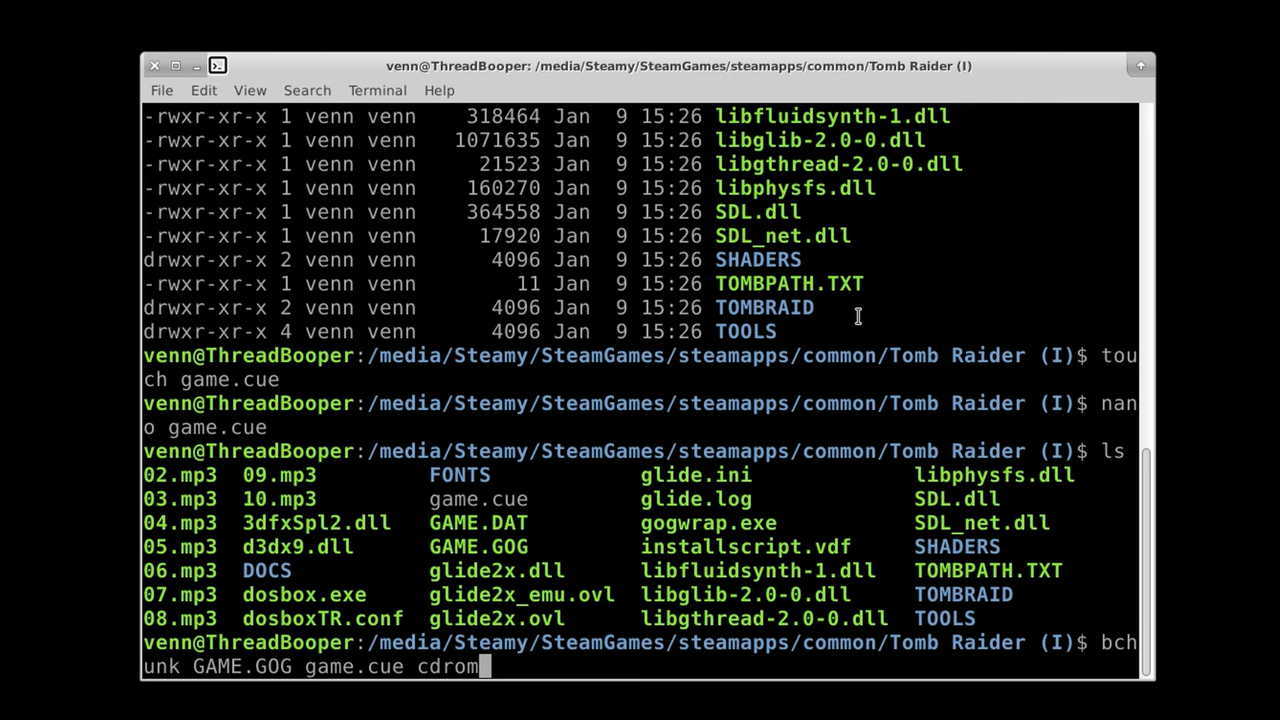 venn@ThreadBooper: /media/Steamy/SteamGames/steamapps/common/Tomb Raider (I)
File Edit View Search Terminal Help
-rwxr-xr-x 1 venn venn 318464 Jan 9 15:26 libfluidsynth-1.dll
-rwxr-xr-x 1 venn venn 1071635 Jan 9 15:26 libglib-2.0-0.dll
-rwxr-xr-x 1 venn venn 21523 Jan 9 15:26 libgthread-2.0-0.dll
-rwxr-xr-x 1 venn venn 160270 Jan 9 15:26 libphysfs.dll
-rwxr-xr-x 1 venn venn 364558 Jan 9 15:26 SDL.dll
-rwxr-xr-x 1 venn venn 17920 Jan 9 15:26 SDL_net.dll
drwxr-xr-x 2 venn venn 4096 Jan 9 15:26 SHADERS
-rwxr-xr-x 1 venn venn 11 Jan 9 15:26 TOMBPATH.TXT
drwxr-xr-x 2 venn venn 4096 Jan 9 15:26 TOMBRAID
drwxr-xr-x 4 venn venn 4096 Jan 9 15:26 TOOLS
venn@ThreadBooper:/media/Steamy/SteamGames/steamapps/common/Tomb Raider (I)$ tou
ch game.cue
venn@ThreadBooper:/media/Steamy/SteamGames/steamapps/common/Tomb Raider (I)$ nan
o game.cue
venn@ThreadBooper:/media/Steamy/SteamGames/steamapps/common/Tomb Raider (I)$ ls
02.mp3 09.mp3 FONTS glide.ini libphysfs.dll
03.mp3 10.mp3 game.cue glide.log SDL.dll
04.mp3 3dfxSpl2.dll GAME.DAT gogwrap.exe SDL_net.dll
05.mp3 d3dx9.dll GAME.GOG installscript.vdf SHADERS
06.mp3 DOCS glide2x.dll libfluidsynth-1.dll TOMBPATH.TXT
07.mp3 dosbox.exe glide2x_emu.ovl libglib-2.0-0.dll TOMBRAID
08.mp3 dosboxTR.conf glide2x.ovl libgthread-2.0-0.dll TOOLS
venn@ThreadBooper:/media/Steamy/SteamGames/steamapps/common/Tomb Raider (I)$ bch
unk GAME.GOG game.cue cdrom